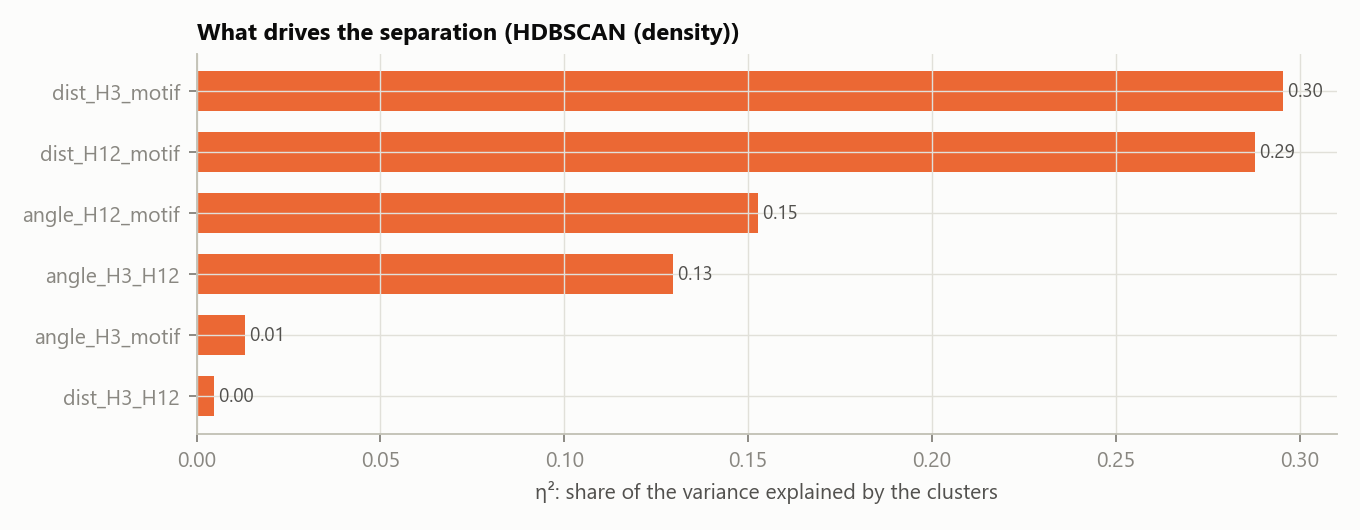 What drives the separation (HDBSCAN (density))
dist_H3_motif 0.30
dist_H12_motif 0.29
angle_H12_motif 0.15
angle_H3_H12 0.13
angle_H3_motif 0.01
dist_H3_H12 0.00
0.00 0.05 0.10 0.15 0.20 0.25 0.30
η²: share of the variance explained by the clusters